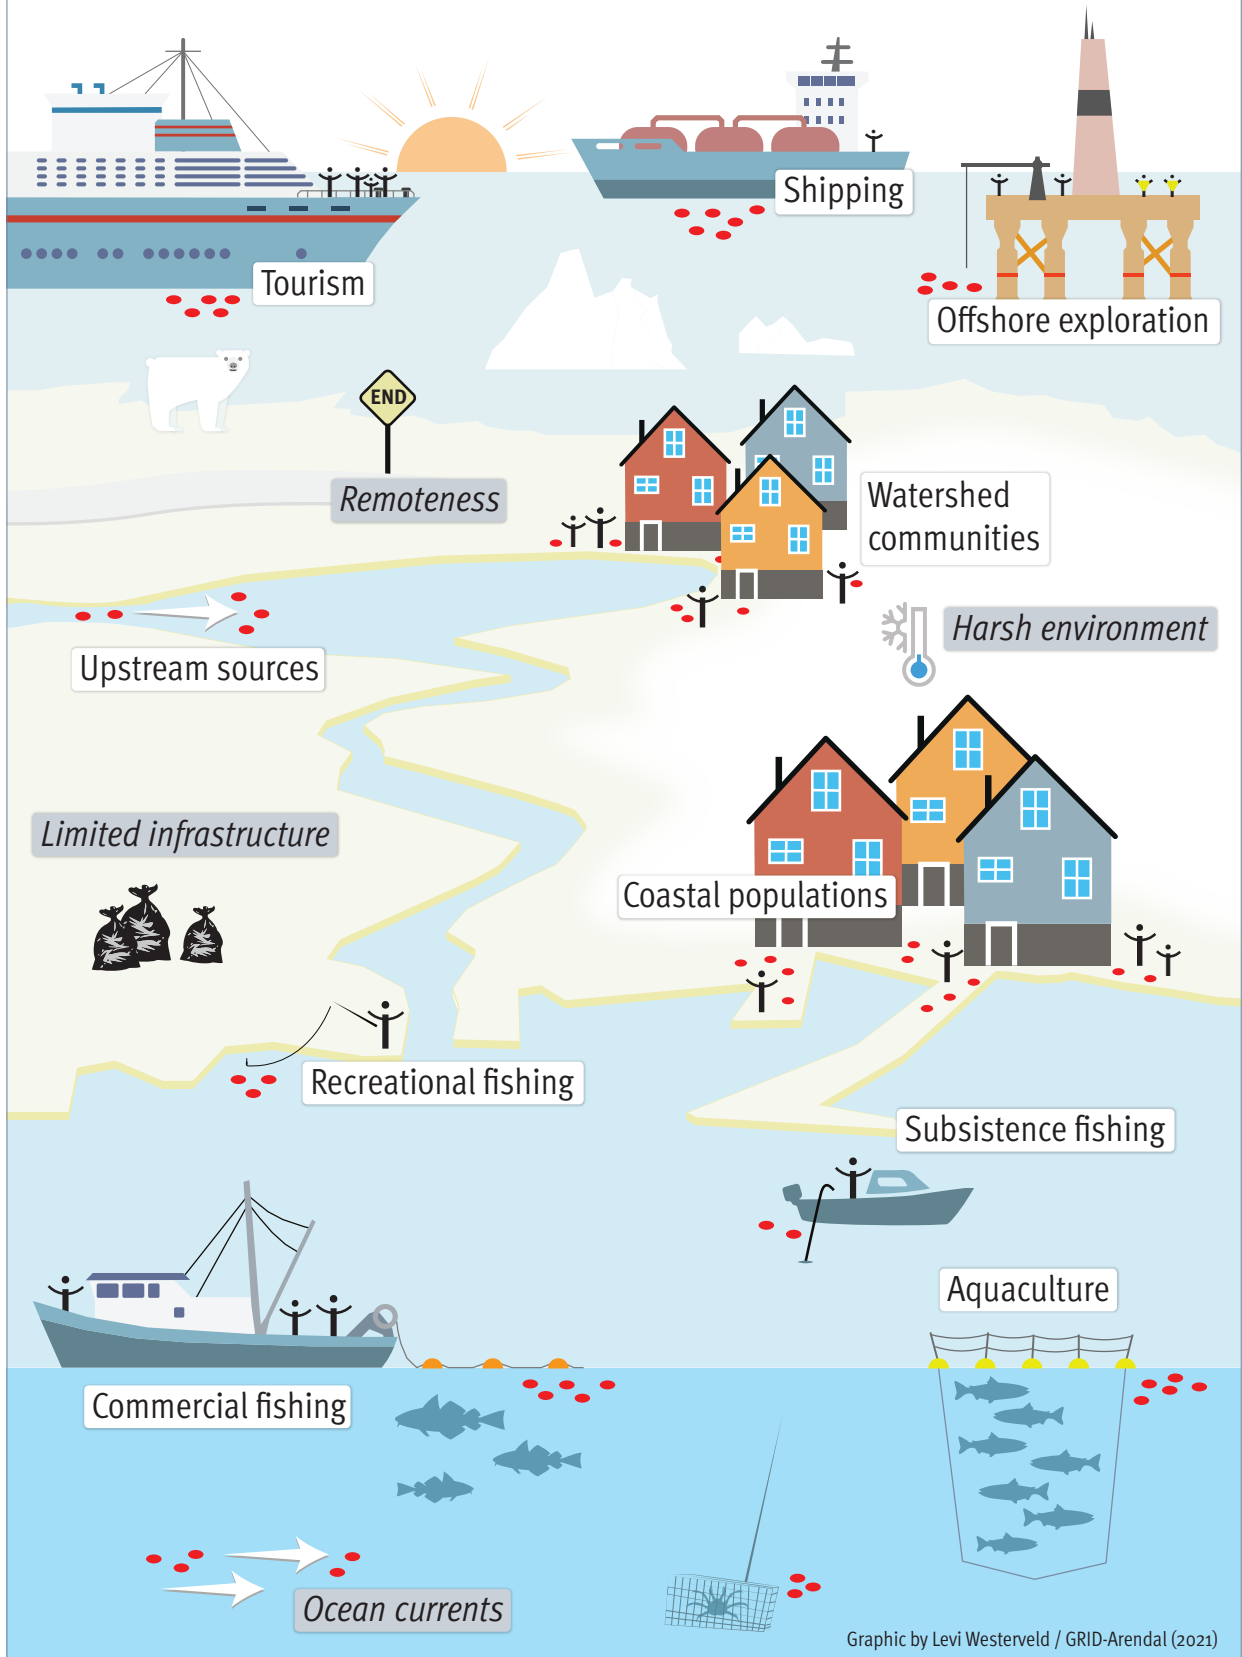 Shipping
Tourism
Offshore exploration
END
Remoteness
Watershed
communities
Harsh environment
Upstream sources
Limited infrastructure
Coastal populations
Recreational fishing
Subsistence fishing
Aquaculture
Commercial fishing
Ocean currents
Graphic by Levi Westerveld / GRID-Arendal (2021)